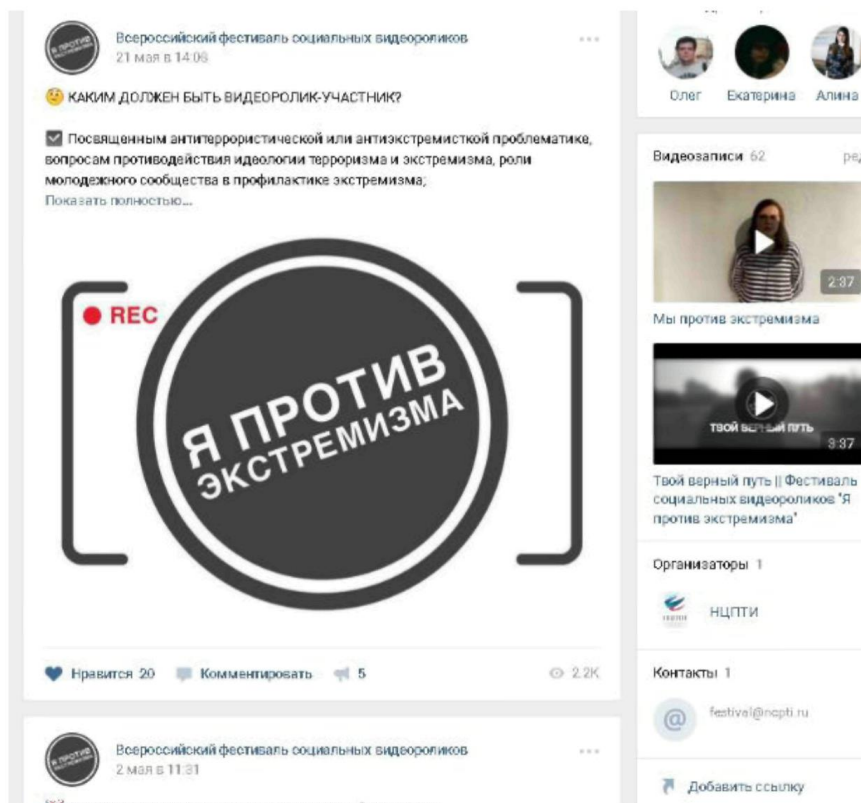 Всероссийский фестиваль социальных видеороликов
21 мая в 14:06
КАКИМ ДОЛЖЕН БЫТЬ ВИДЕОРОЛИК-УЧАСТНИК?
Посвященным антитеррористической или антиэкстремисткой проблематике,
вопросам противодействия идеологии терроризма и экстремизма, роли
молодежного сообщества в профилактике экстремизма;
Показать полностью...
REC
Я ПРОТИВ
ЭКСТРЕМИЗМА
Нравится 20 Комментировать 5 2.2K
Всероссийский фестиваль социальных видеороликов
2 мая в 11:31
Олег Екатерина Алина
Видеозаписи 62 ред
2:37
Мы против экстремизма
ТВОЙ ВЕРНЫЙ ПУТЬ
3:37
Твой верный путь || Фестиваль
социальных видеороликов "Я
против экстремизма"
Организаторы 1
НЦПТИ
Контакты 1
@
festival@ncpti.ru
Добавить ссылку